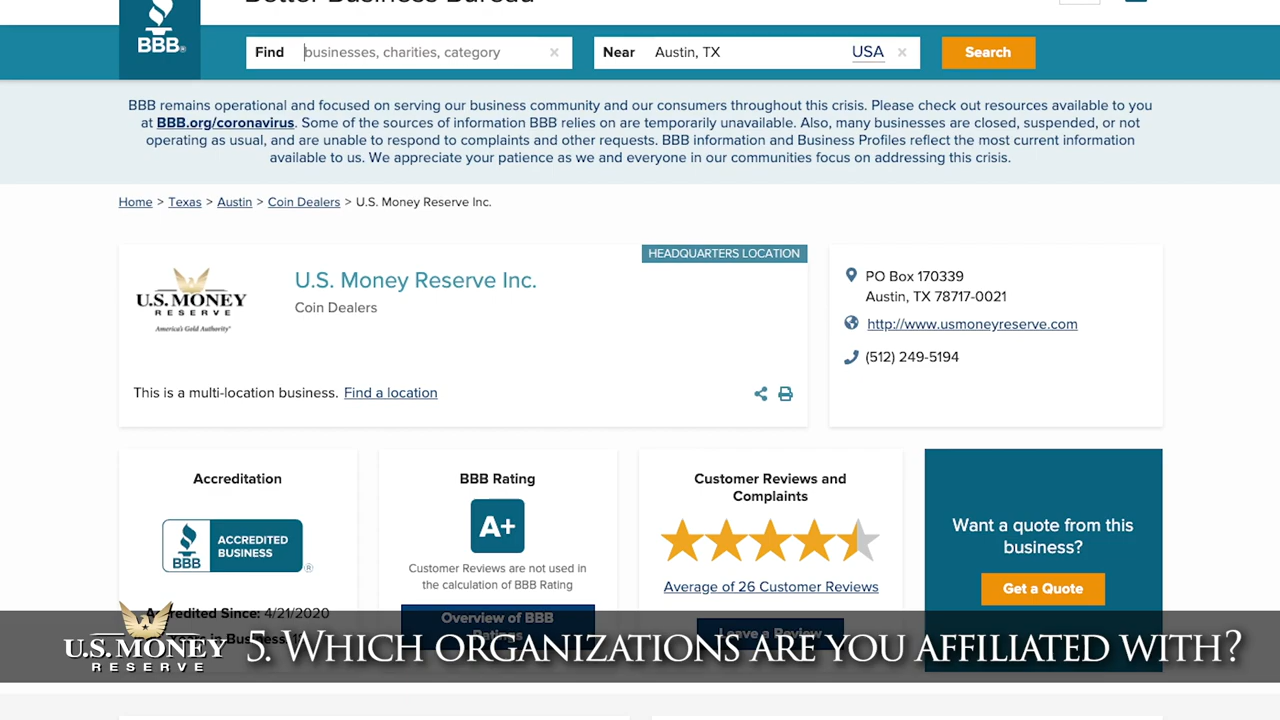 Better Business Bureau
BBB®
Find businesses, charities, category ×
Near Austin, TX USA ×
Search
BBB remains operational and focused on serving our business community and our consumers throughout this crisis. Please check out resources available to you
at BBB.org/coronavirus. Some of the sources of information BBB relies on are temporarily unavailable. Also, many businesses are closed, suspended, or not
operating as usual, and are unable to respond to complaints and other requests. BBB information and Business Profiles reflect the most current information
available to us. We appreciate your patience as we and everyone in our communities focus on addressing this crisis.
Home > Texas > Austin > Coin Dealers > U.S. Money Reserve Inc.
HEADQUARTERS LOCATION
U.S. MONEY
RESERVE
America's Gold Authority®
U.S. Money Reserve Inc.
Coin Dealers
This is a multi-location business. Find a location
PO Box 170339
Austin, TX 78717-0021
http://www.usmoneyreserve.com
(512) 249-5194
Accreditation
BBB
ACCREDITED
BUSINESS
®
Accredited Since: 4/21/2020
Years in Business:
BBB Rating
A+
Customer Reviews are not used in
the calculation of BBB Rating
Overview of BBB
Ratings
Customer Reviews and
Complaints
Average of 26 Customer Reviews
Leave a Review
Want a quote from this
business?
Get a Quote
U.S. MONEY
RESERVE
5. WHICH ORGANIZATIONS ARE YOU AFFILIATED WITH?